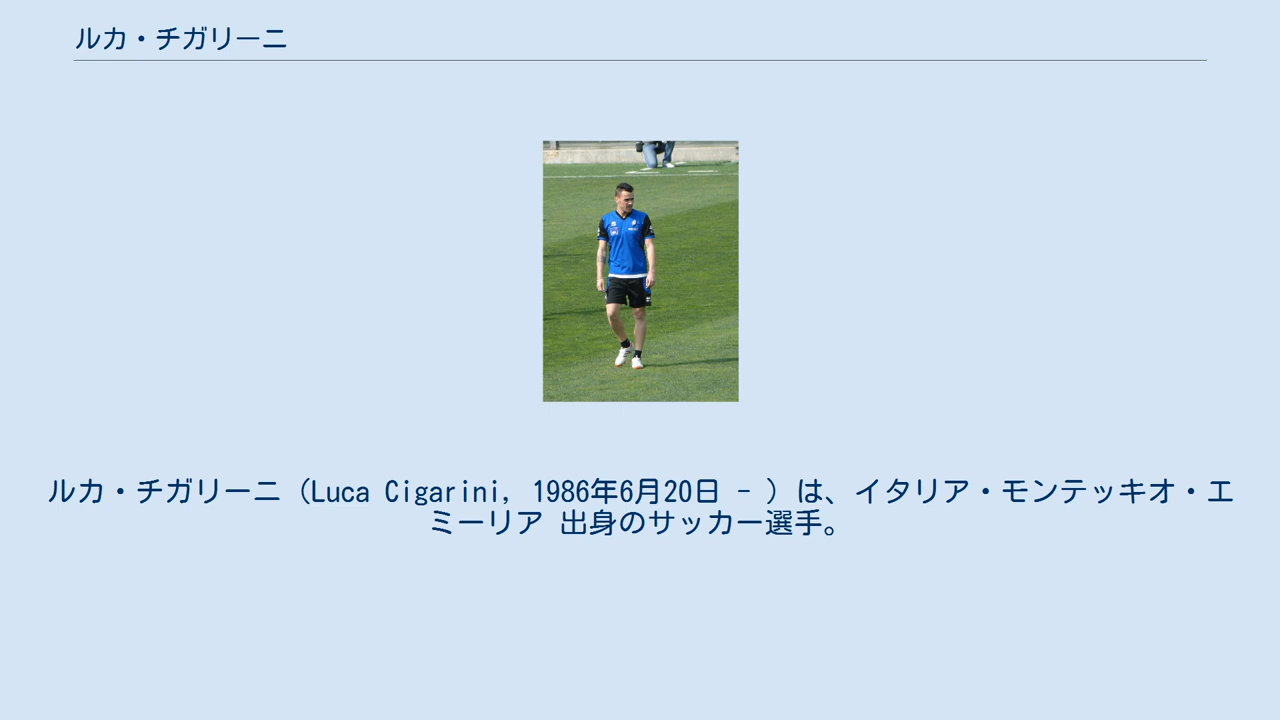 ルカ・チガリーニ
ルカ・チガリーニ（Luca Cigarini, 1986年6月20日 - ）は、イタリア・モンテッキオ・エ
ミーリア 出身のサッカー選手。